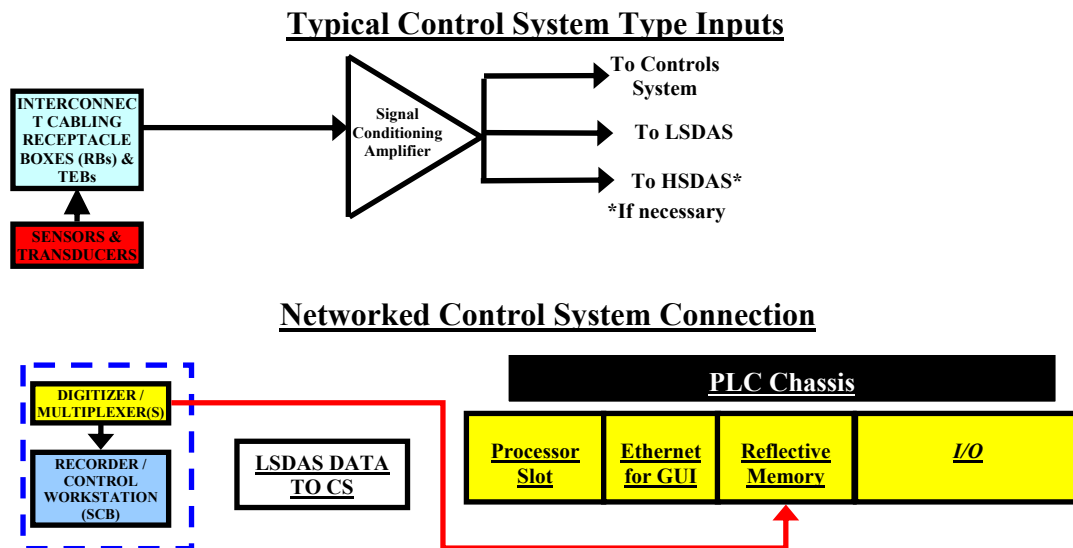 Typical Control System Type Inputs
INTERCONNEC
T CABLING
RECEPTACLE
BOXES (RBs) &
TEBs
SENSORS &
TRANSDUCERS
Signal
Conditioning
Amplifier
To Controls
System
To LSDAS
To HSDAS*
*If necessary
Networked Control System Connection
DIGITIZER /
MULTIPLEXER(S)
RECORDER /
CONTROL
WORKSTATION
(SCB)
LSDAS DATA
TO CS
PLC Chassis
Processor
Slot
Ethernet
for GUI
Reflective
Memory
I/O